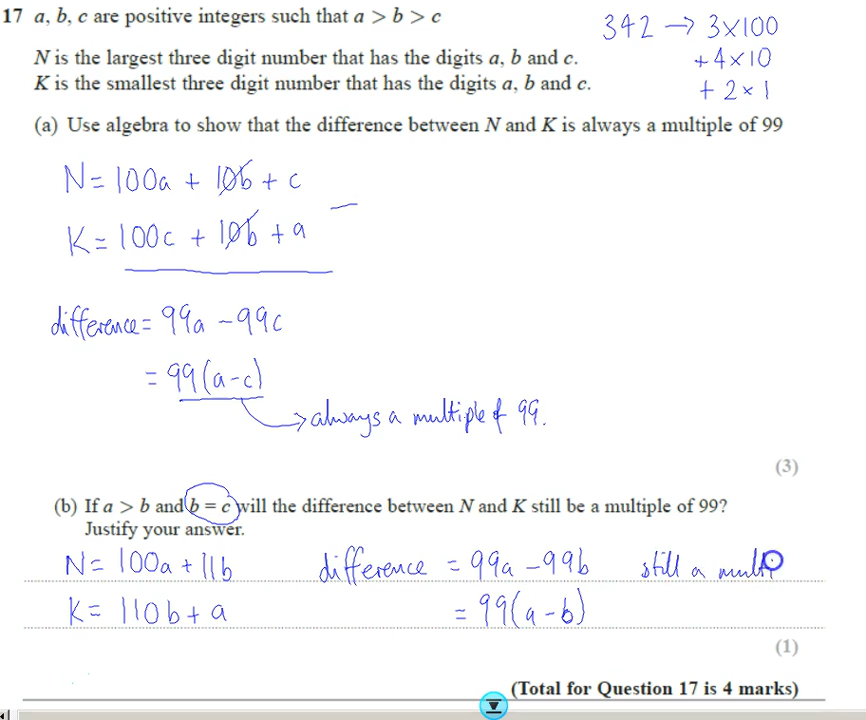 17 a, b, c are positive integers such that a > b > c
342 → 3×100
+ 4×10
+ 2×1
N is the largest three digit number that has the digits a, b and c.
K is the smallest three digit number that has the digits a, b and c.
(a) Use algebra to show that the difference between N and K is always a multiple of 99
N = 100a + 10b + c
K = 100c + 10b + a
difference = 99a - 99c
= 99(a-c)
→ always a multiple of 99.
(3)
(b) If a > b and b = c will the difference between N and K still be a multiple of 99?
Justify your answer.
N = 100a + 11b difference = 99a - 99b still a multip
K = 110b + a = 99(a-b)
(1)
(Total for Question 17 is 4 marks)